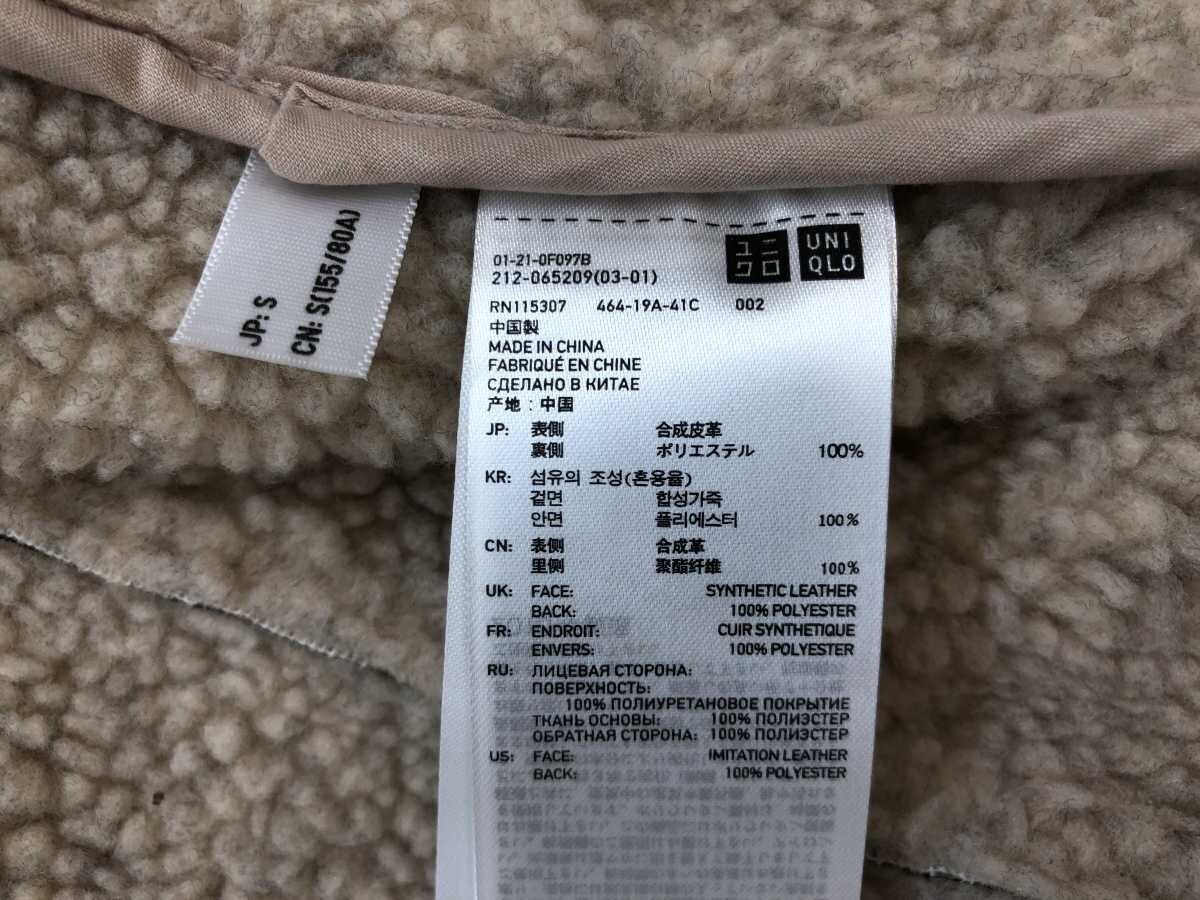 JP: S
CN: S(155/80A)
ユニ
クロ
UNI
QLO
01-21-0F097B
212-065209(03-01)
RN115307 464-19A-41C 002
中国製
MADE IN CHINA
FABRIQUÉ EN CHINE
СДЕЛАНО В КИТАЕ
产地：中国
JP: 表側 合成皮革
裏側 ポリエステル 100%
KR: 섬유의 조성(혼용율)
겉면 합성가죽
안면 폴리에스터 100%
CN: 表侧 合成革
里侧 聚酯纤维 100%
UK: FACE: SYNTHETIC LEATHER
BACK: 100% POLYESTER
FR: ENDROIT: CUIR SYNTHETIQUE
ENVERS: 100% POLYESTER
RU: ЛИЦЕВАЯ СТОРОНА:
ПОВЕРХНОСТЬ:
100% ПОЛИУРЕТАНОВОЕ ПОКРЫТИЕ
ТКАНЬ ОСНОВЫ: 100% ПОЛИЭСТЕР
ОБРАТНАЯ СТОРОНА: 100% ПОЛИЭСТЕР
US: FACE: IMITATION LEATHER
BACK: 100% POLYESTER